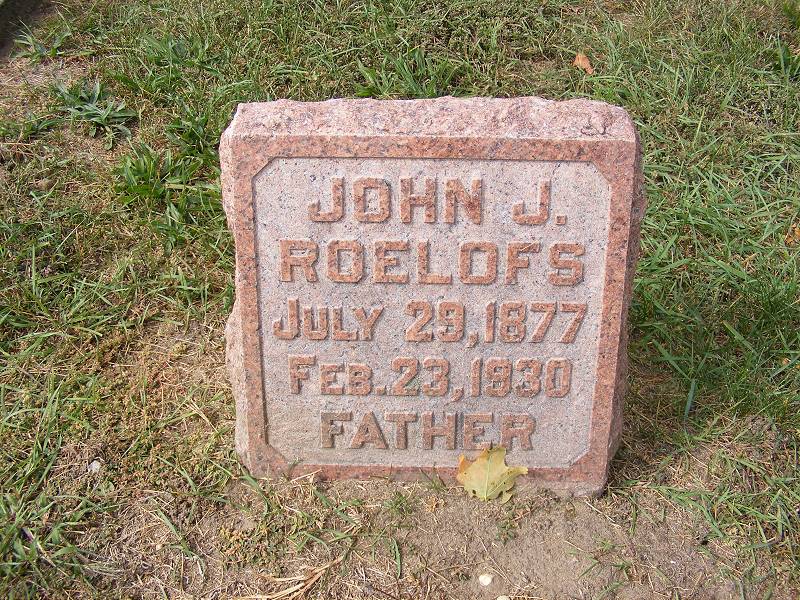 JOHN J.
ROELOFS
JULY 29, 1877
FEB. 23, 1930
FATHER